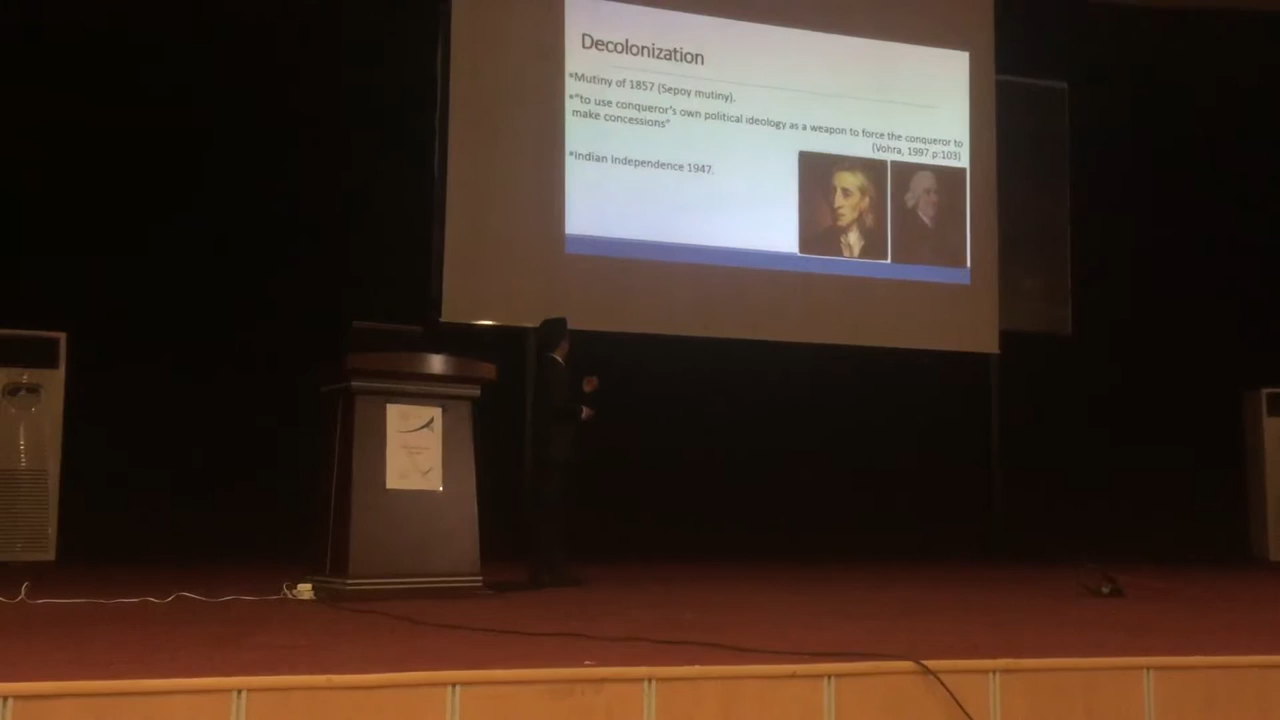 Decolonization
*Mutiny of 1857 (Sepoy mutiny).
*"to use conqueror's own political ideology as a weapon to force the conqueror to
make concessions"
(Vohra, 1997.p:103)
*Indian Independence 1947.